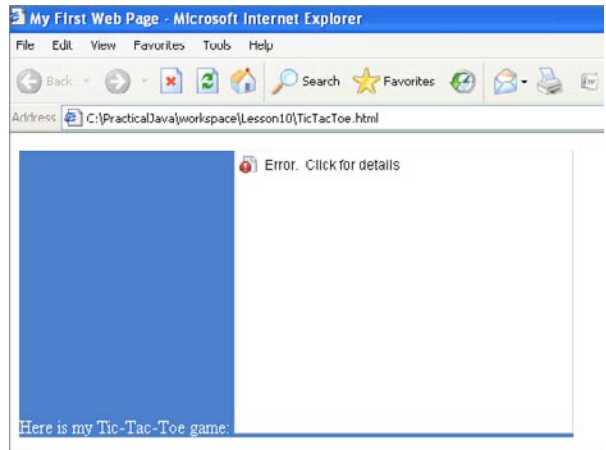 My First Web Page - Microsoft Internet Explorer
File Edit View Favorites Tools Help
Back Search Favorites
Address C:\PracticalJava\workspace\Lesson10\TicTacToe.html
Error. Click for details
Here is my Tic-Tac-Toe game: